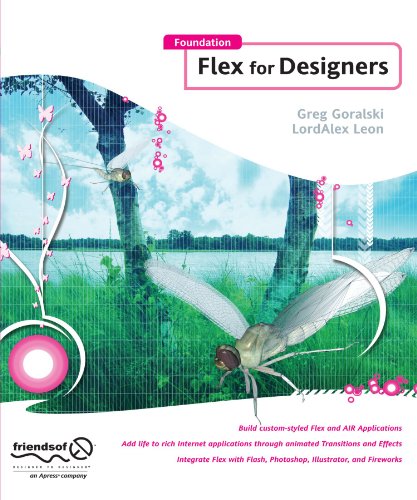 Foundation
Flex for Designers
Greg Goralski
LordAlex Leon
Build custom-styled Flex and AIR Applications
Add life to rich Internet applications through animated Transitions and Effects
Integrate Flex with Flash, Photoshop, Illustrator, and Fireworks
friendsof
DESIGNER TO DESIGNER™
an Apress® company